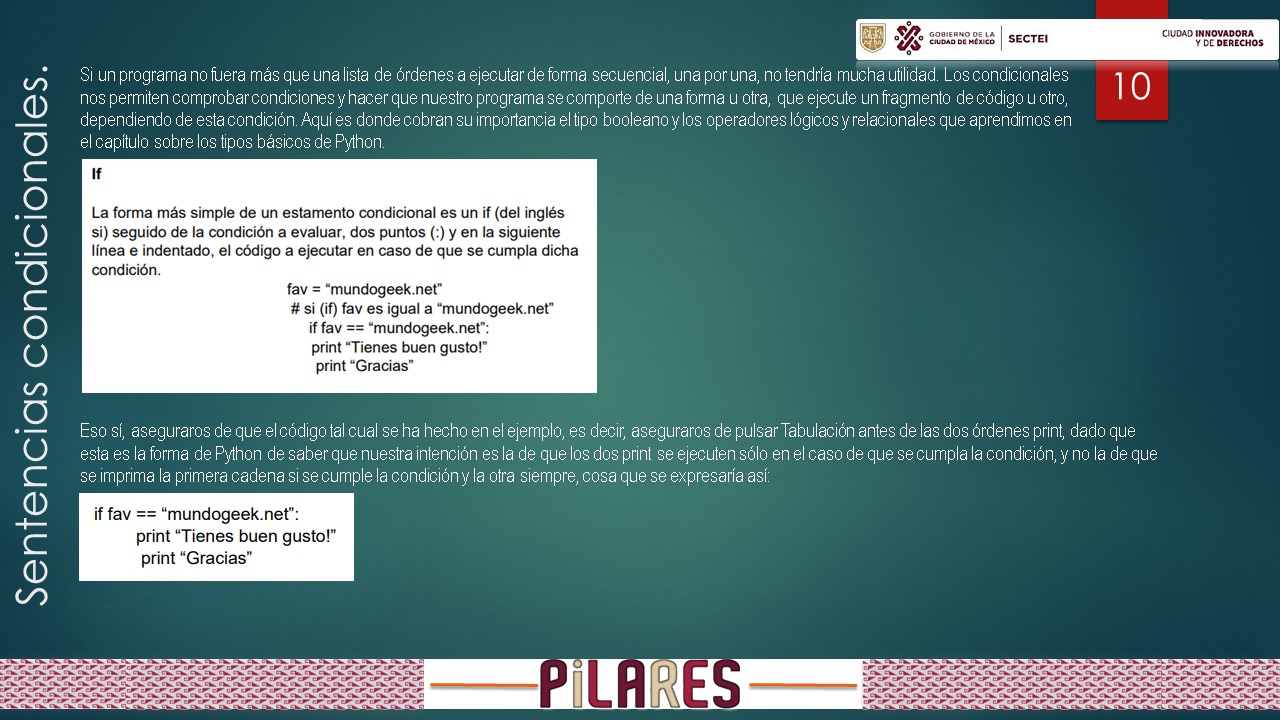 GOBIERNO DE LA
CIUDAD DE MÉXICO
SECTEI
CIUDAD INNOVADORA
Y DE DERECHOS
10
Sentencias condicionales.
Si un programa no fuera más que una lista de órdenes a ejecutar de forma secuencial, una por una, no tendría mucha utilidad. Los condicionales
nos permiten comprobar condiciones y hacer que nuestro programa se comporte de una forma u otra, que ejecute un fragmento de código u otro,
dependiendo de esta condición. Aquí es donde cobran su importancia el tipo booleano y los operadores lógicos y relacionales que aprendimos en
el capítulo sobre los tipos básicos de Python.
If
La forma más simple de un estamento condicional es un if (del inglés
si) seguido de la condición a evaluar, dos puntos (:) y en la siguiente
línea e indentado, el código a ejecutar en caso de que se cumpla dicha
condición.
fav = “mundogeek.net”
# si (if) fav es igual a “mundogeek.net”
if fav == “mundogeek.net”:
print “Tienes buen gusto!”
print “Gracias”
Eso sí, aseguraros de que el código tal cual se ha hecho en el ejemplo, es decir, aseguraros de pulsar Tabulación antes de las dos órdenes print, dado que
esta es la forma de Python de saber que nuestra intención es la de que los dos print se ejecuten sólo en el caso de que se cumpla la condición, y no la de que
se imprima la primera cadena si se cumple la condición y la otra siempre, cosa que se expresaría así:
if fav == “mundogeek.net”:
print “Tienes buen gusto!”
print “Gracias”
PiLARES